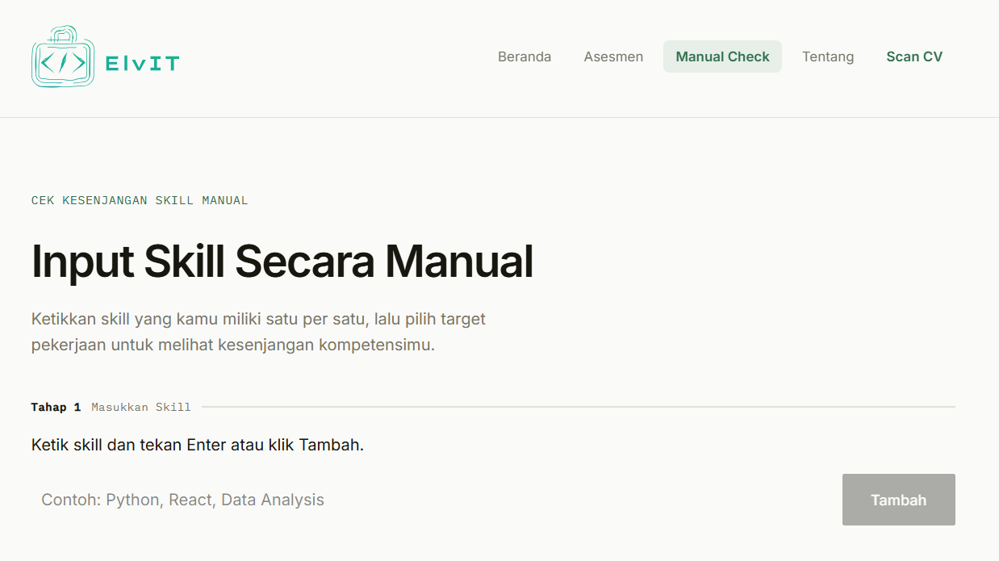 ElvIT
Beranda
Asesmen
Manual Check
Tentang
Scan CV
CEK KESENJANGAN SKILL MANUAL
Input Skill Secara Manual
Ketikkan skill yang kamu miliki satu per satu, lalu pilih target
pekerjaan untuk melihat kesenjangan kompetensimu.
Tahap 1 Masukkan Skill
Ketik skill dan tekan Enter atau klik Tambah.
Contoh: Python, React, Data Analysis
Tambah